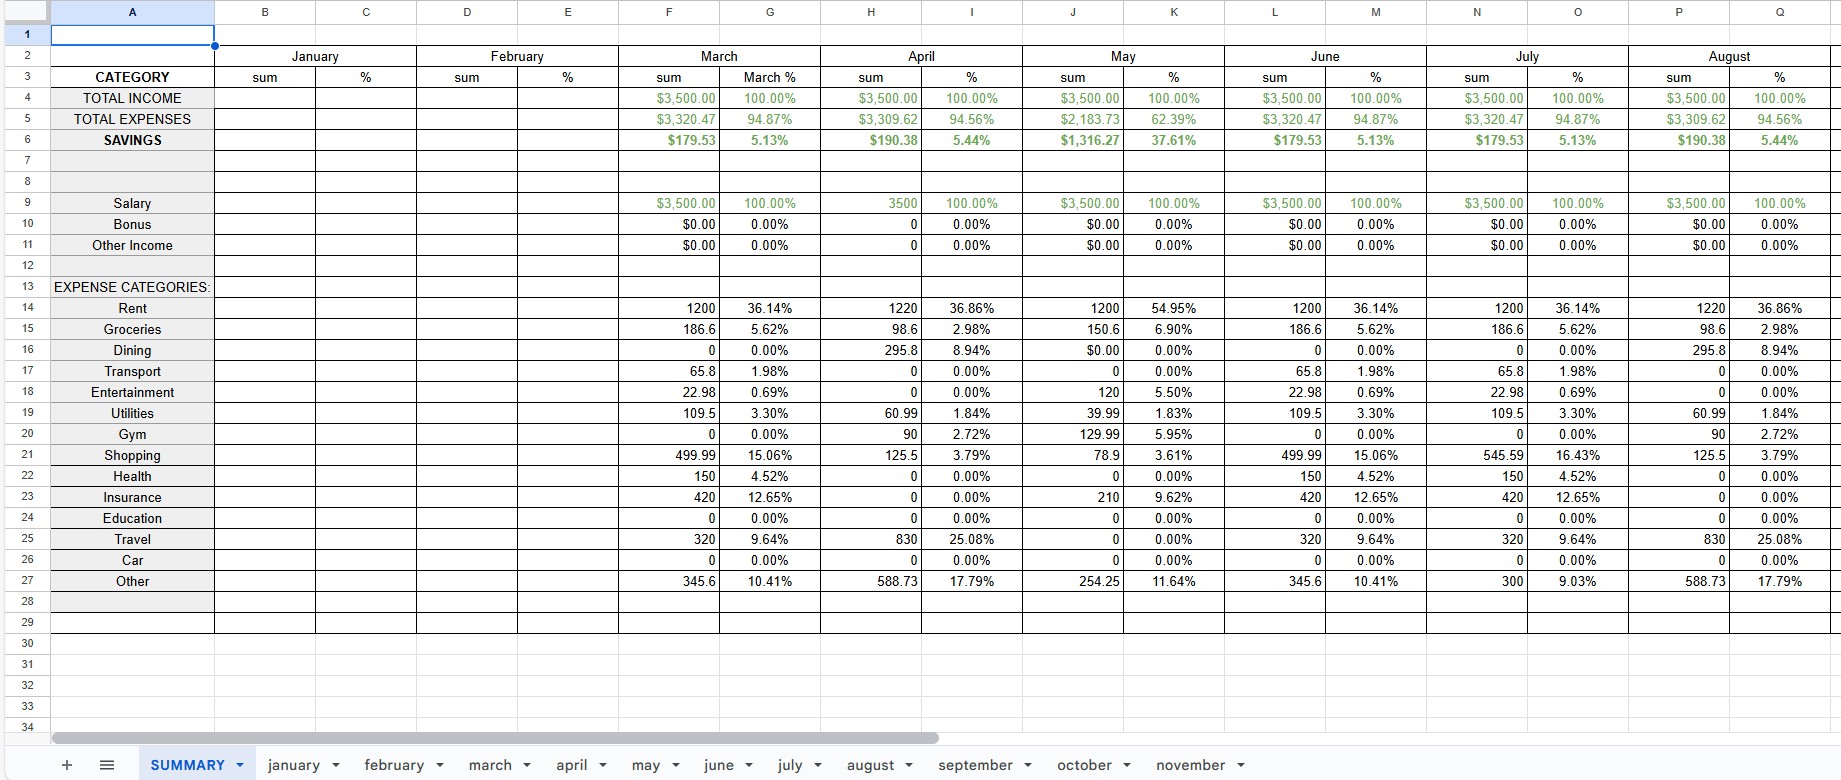 A B C D E F G H I J K L M N O P Q
1
2 January February March April May June July August
3 CATEGORY sum % sum % sum March % sum % sum % sum % sum % sum %
4 TOTAL INCOME $3,500.00 100.00% $3,500.00 100.00% $3,500.00 100.00% $3,500.00 100.00% $3,500.00 100.00% $3,500.00 100.00%
5 TOTAL EXPENSES $3,320.47 94.87% $3,309.62 94.56% $2,183.73 62.39% $3,320.47 94.87% $3,320.47 94.87% $3,309.62 94.56%
6 SAVINGS $179.53 5.13% $190.38 5.44% $1,316.27 37.61% $179.53 5.13% $179.53 5.13% $190.38 5.44%
7
8
9 Salary $3,500.00 100.00% 3500 100.00% $3,500.00 100.00% $3,500.00 100.00% $3,500.00 100.00% $3,500.00 100.00%
10 Bonus $0.00 0.00% 0 0.00% $0.00 0.00% $0.00 0.00% $0.00 0.00% $0.00 0.00%
11 Other Income $0.00 0.00% 0 0.00% $0.00 0.00% $0.00 0.00% $0.00 0.00% $0.00 0.00%
12
13 EXPENSE CATEGORIES:
14 Rent 1200 36.14% 1220 36.86% 1200 54.95% 1200 36.14% 1200 36.14% 1220 36.86%
15 Groceries 186.6 5.62% 98.6 2.98% 150.6 6.90% 186.6 5.62% 186.6 5.62% 98.6 2.98%
16 Dining 0 0.00% 295.8 8.94% $0.00 0.00% 0 0.00% 0 0.00% 295.8 8.94%
17 Transport 65.8 1.98% 0 0.00% 0 0.00% 65.8 1.98% 65.8 1.98% 0 0.00%
18 Entertainment 22.98 0.69% 0 0.00% 120 5.50% 22.98 0.69% 22.98 0.69% 0 0.00%
19 Utilities 109.5 3.30% 60.99 1.84% 39.99 1.83% 109.5 3.30% 109.5 3.30% 60.99 1.84%
20 Gym 0 0.00% 90 2.72% 129.99 5.95% 0 0.00% 0 0.00% 90 2.72%
21 Shopping 499.99 15.06% 125.5 3.79% 78.9 3.61% 499.99 15.06% 545.59 16.43% 125.5 3.79%
22 Health 150 4.52% 0 0.00% 0 0.00% 150 4.52% 150 4.52% 0 0.00%
23 Insurance 420 12.65% 0 0.00% 210 9.62% 420 12.65% 420 12.65% 0 0.00%
24 Education 0 0.00% 0 0.00% 0 0.00% 0 0.00% 0 0.00% 0 0.00%
25 Travel 320 9.64% 830 25.08% 0 0.00% 320 9.64% 320 9.64% 830 25.08%
26 Car 0 0.00% 0 0.00% 0 0.00% 0 0.00% 0 0.00% 0 0.00%
27 Other 345.6 10.41% 588.73 17.79% 254.25 11.64% 345.6 10.41% 300 9.03% 588.73 17.79%
28
29
30
31
32
33
34
SUMMARY january february march april may june july august september october november